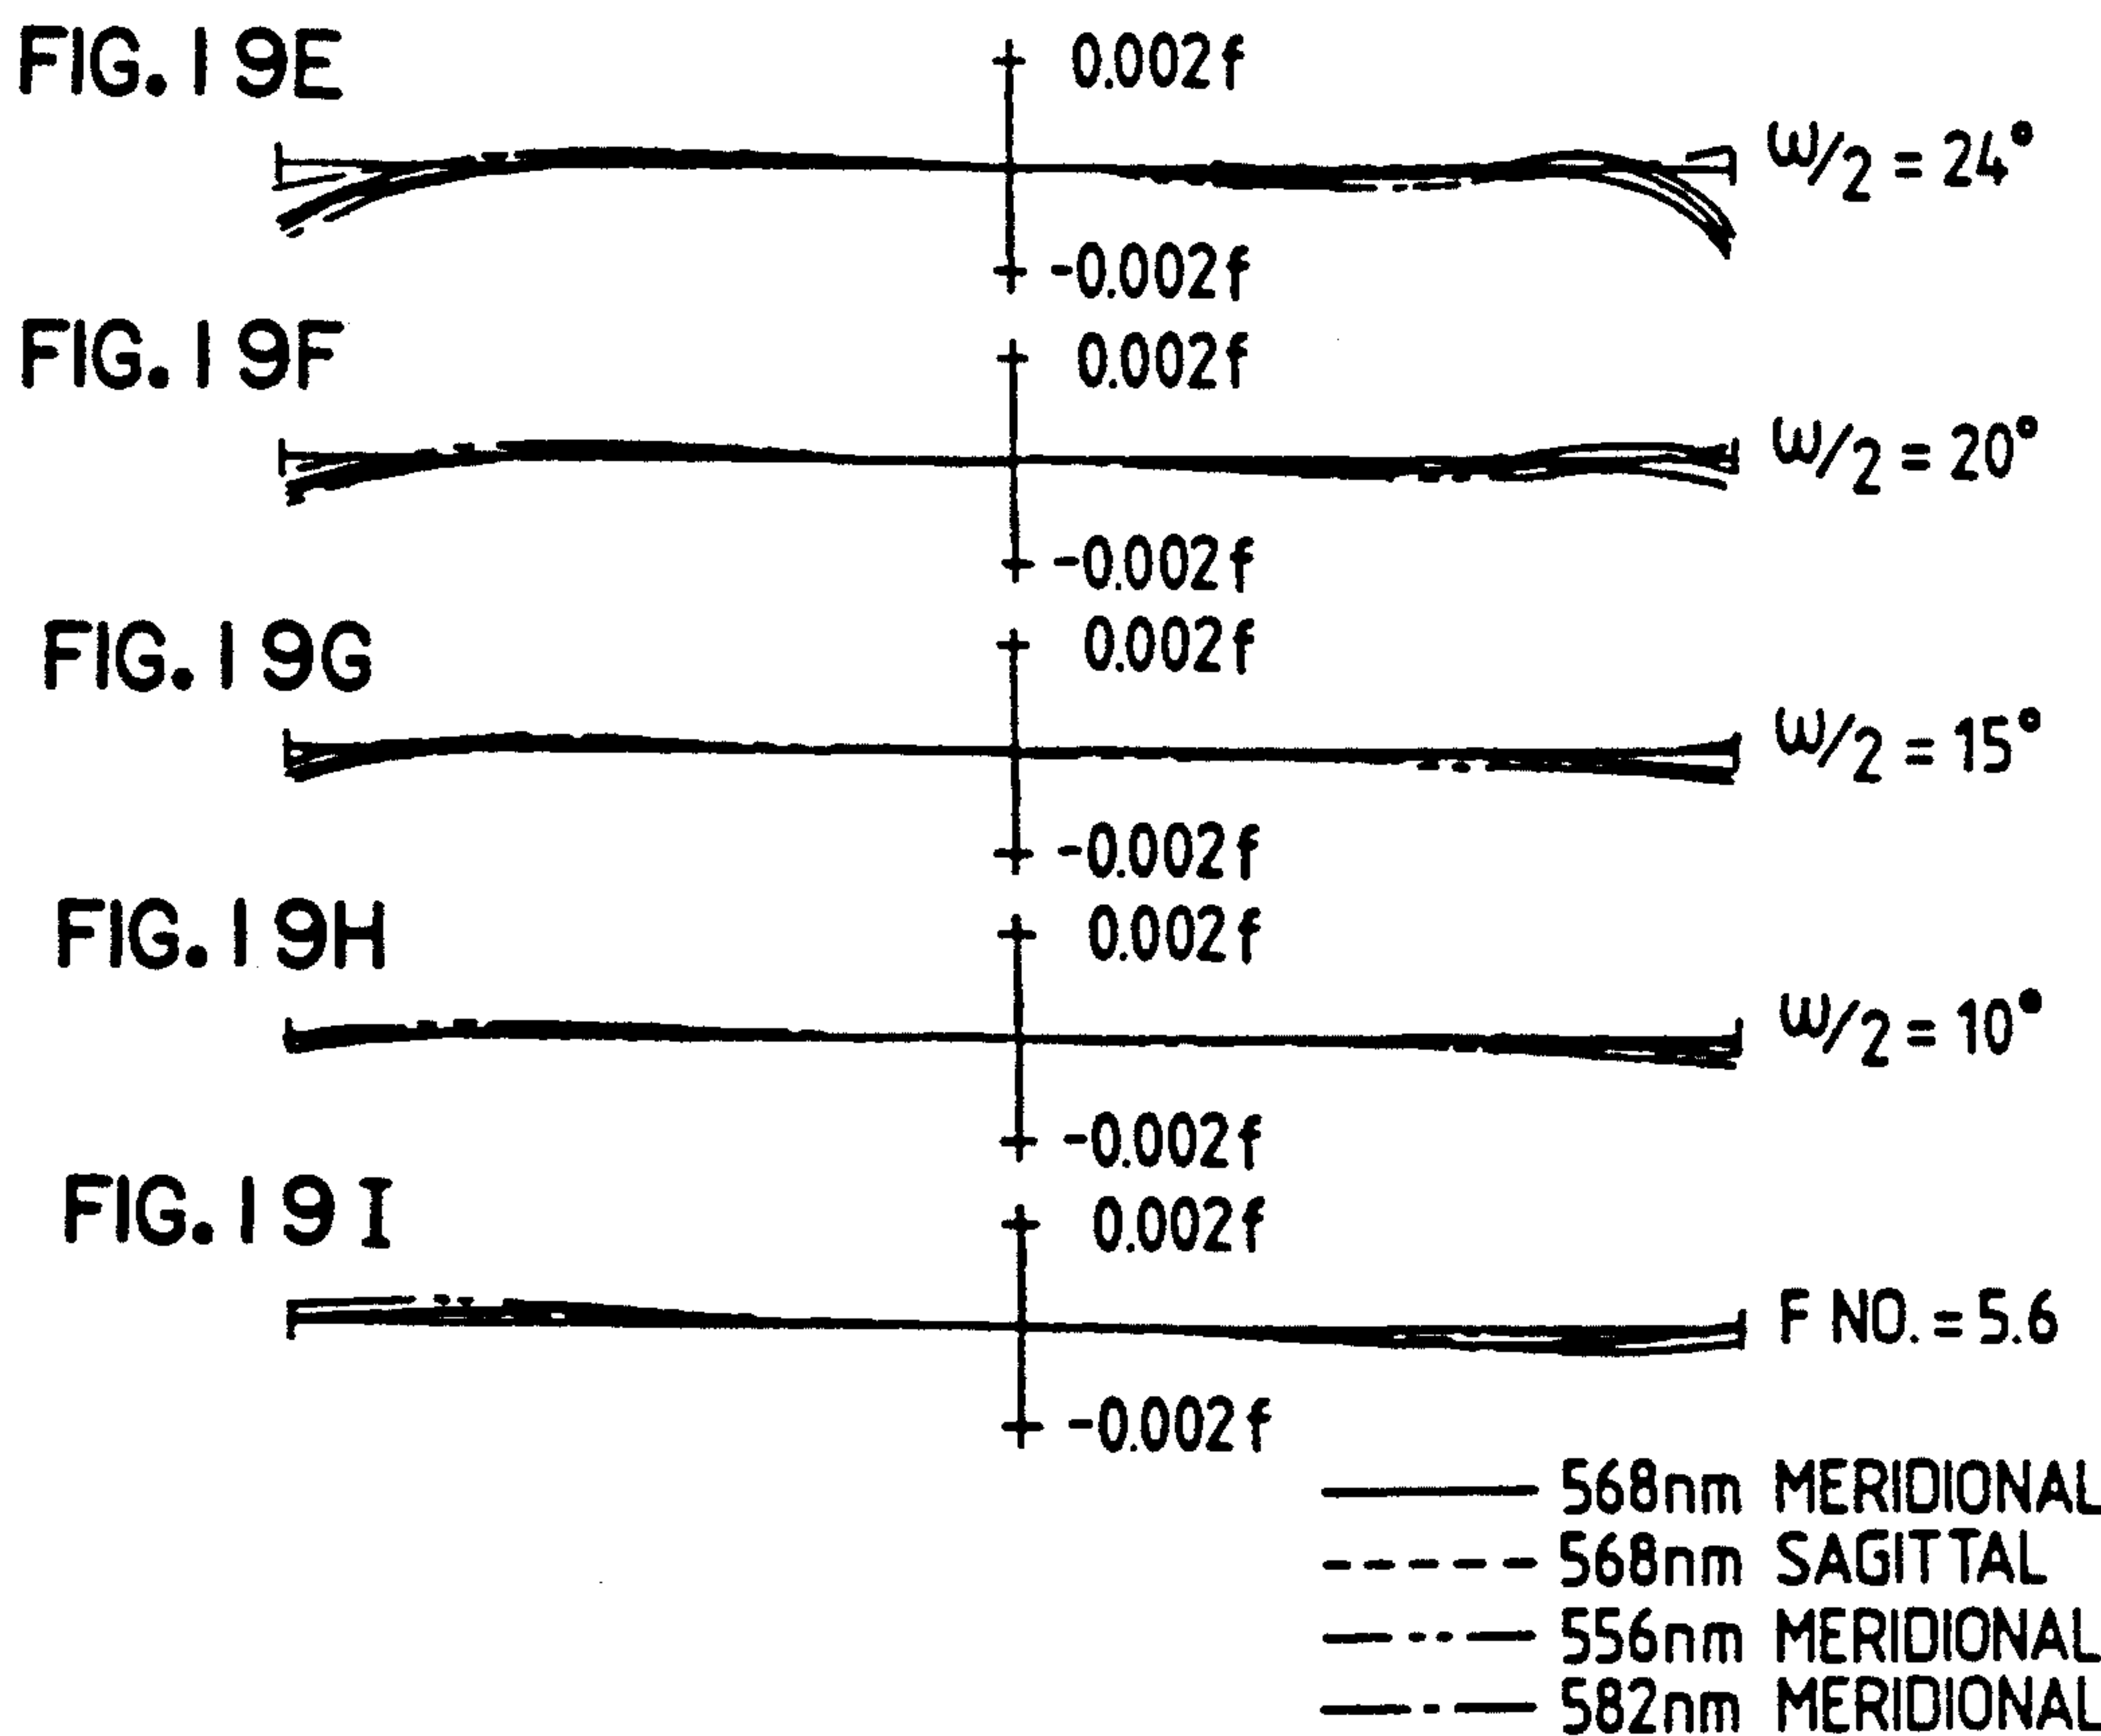 FIG. 19E
0.002f
ω/2 = 24°
-0.002f
FIG. 19F
0.002f
ω/2 = 20°
-0.002f
FIG. 19G
0.002f
ω/2 = 15°
-0.002f
FIG. 19H
0.002f
ω/2 = 10°
-0.002f
FIG. 19I
0.002f
F NO. = 5.6
-0.002f
568nm MERIDIONAL
568nm SAGITTAL
556nm MERIDIONAL
582nm MERIDIONAL